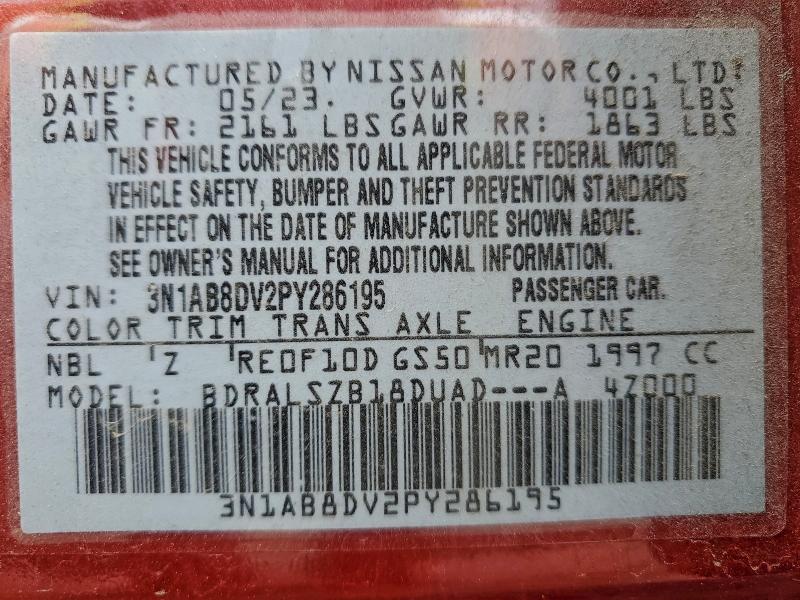 MANUFACTURED BY NISSAN MOTOR CO., LTD.
DATE: 05/23. GVWR: 4001 LBS
GAWR FR: 2161 LBS GAWR RR: 1863 LBS
THIS VEHICLE CONFORMS TO ALL APPLICABLE FEDERAL MOTOR
VEHICLE SAFETY, BUMPER AND THEFT PREVENTION STANDARDS
IN EFFECT ON THE DATE OF MANUFACTURE SHOWN ABOVE.
SEE OWNER'S MANUAL FOR ADDITIONAL INFORMATION.
VIN: 3N1AB8DV2PY286195 PASSENGER CAR.
COLOR TRIM TRANS AXLE ENGINE
NBL Z RE0F10D GS50 MR20 1997 CC
MODEL: BDRALSZB18DUAD---A 4Z000
3N1AB8DV2PY286195